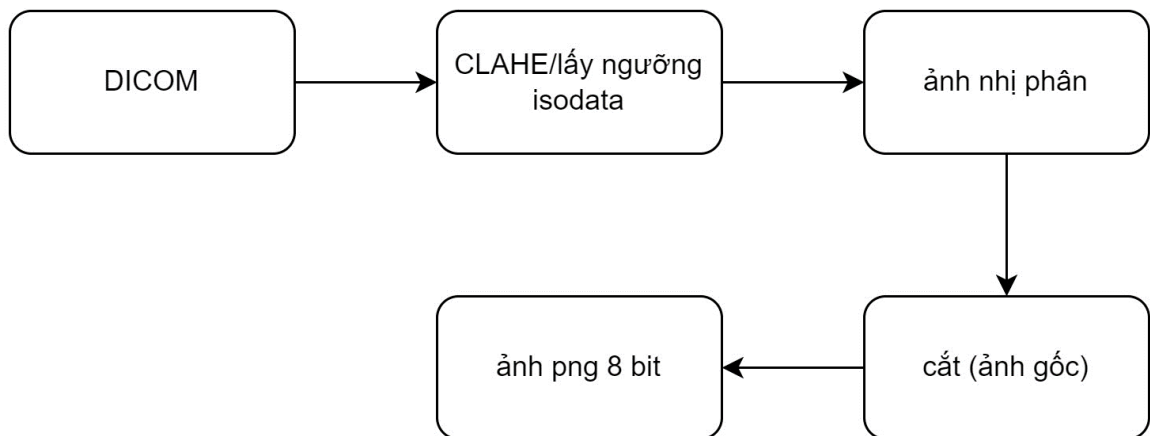 DICOM
CLAHE/lấy ngưỡng
isodata
ảnh nhị phân
cắt (ảnh gốc)
ảnh png 8 bit